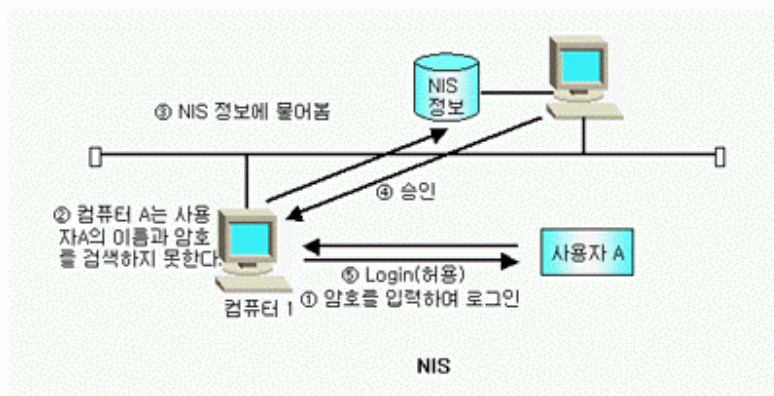 NIS
정보
③ NIS 정보에 물어봄
④ 승인
② 컴퓨터 A는 사용
자A의 이름과 암호
를 검색하지 못한다.
사용자 A
⑤ Login(허용)
① 암호를 입력하며 로그인
컴퓨터 1
NIS